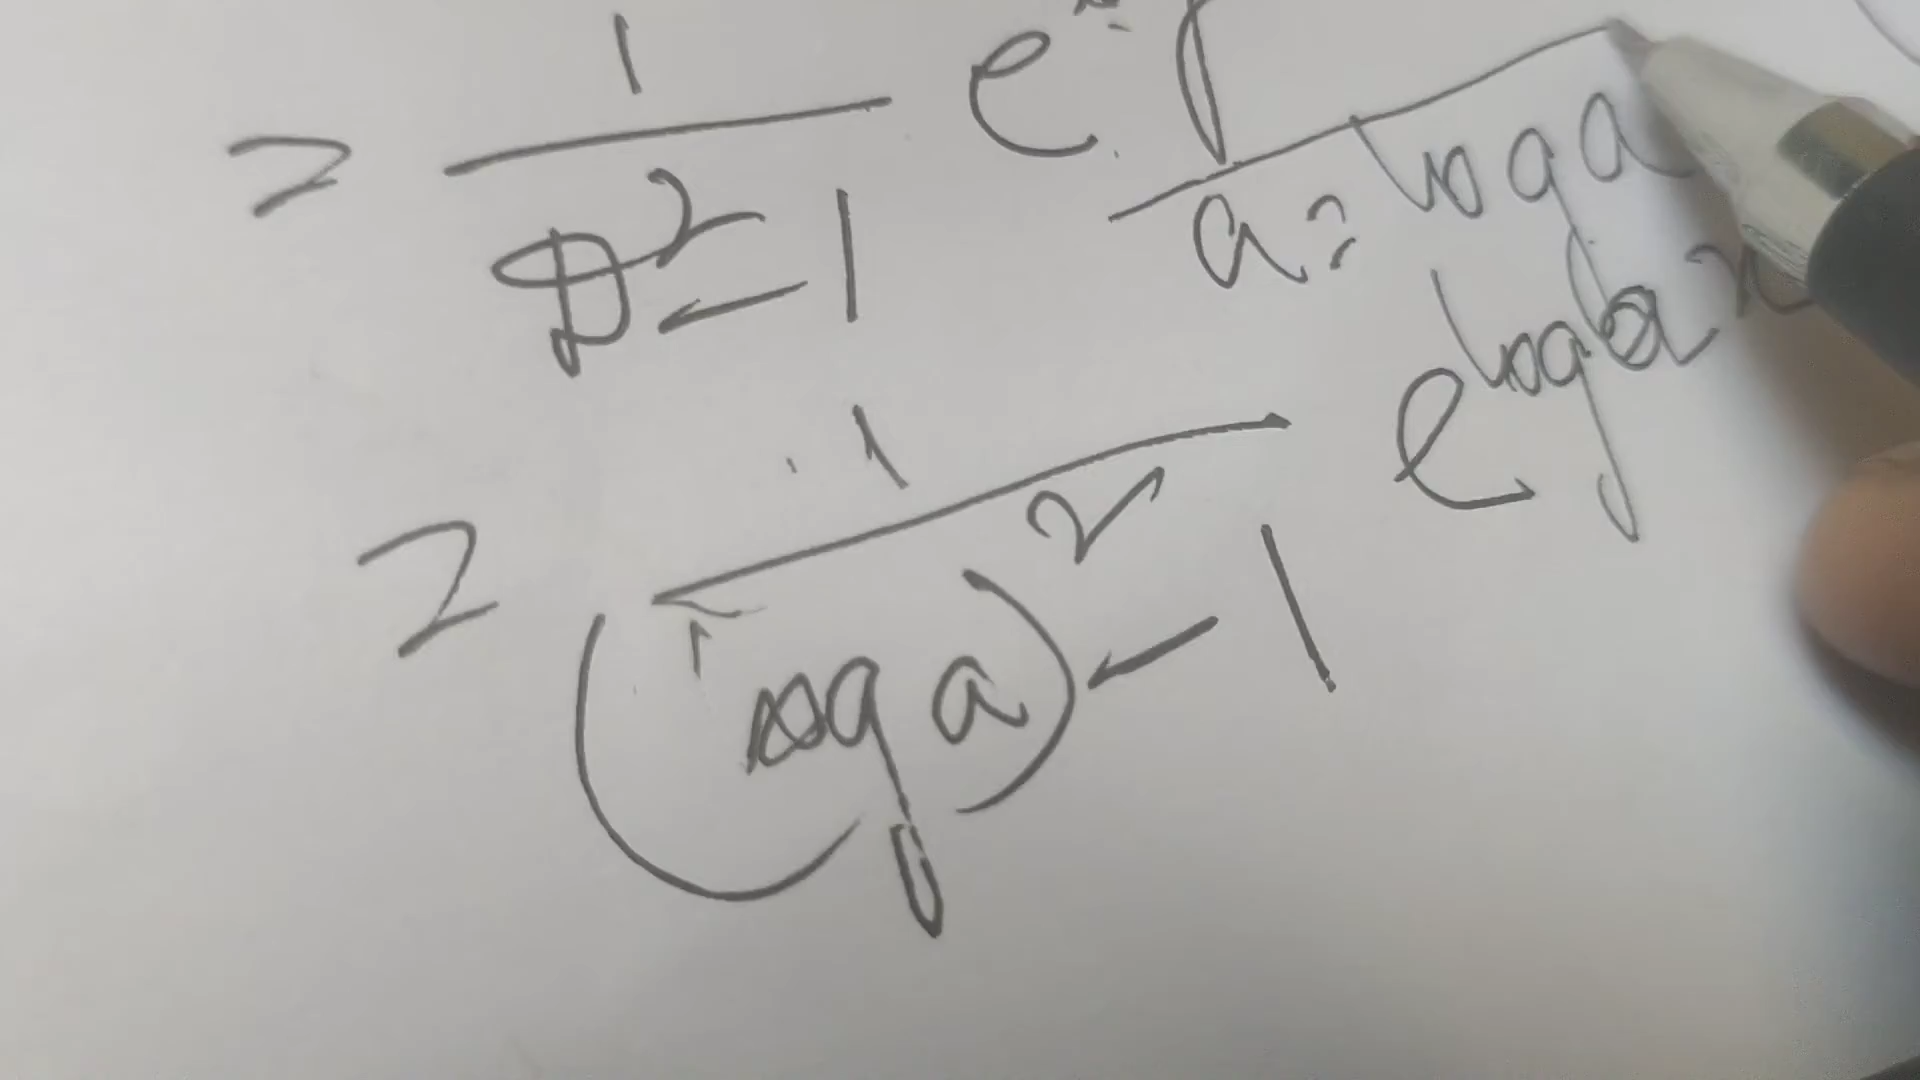 = 1/(D² - 1) e
a = log a
= 1/((log a)² - 1) e^(log a x)